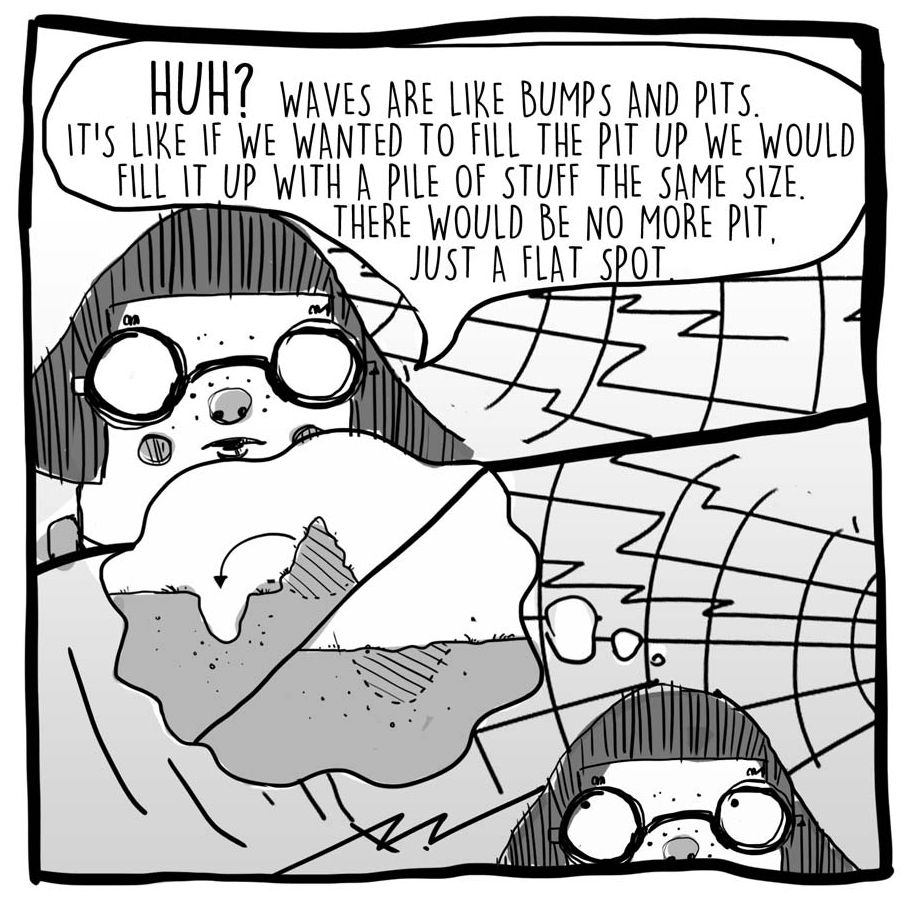 HUH? WAVES ARE LIKE BUMPS AND PITS.
IT'S LIKE IF WE WANTED TO FILL THE PIT UP WE WOULD
FILL IT UP WITH A PILE OF STUFF THE SAME SIZE.
THERE WOULD BE NO MORE PIT,
JUST A FLAT SPOT.